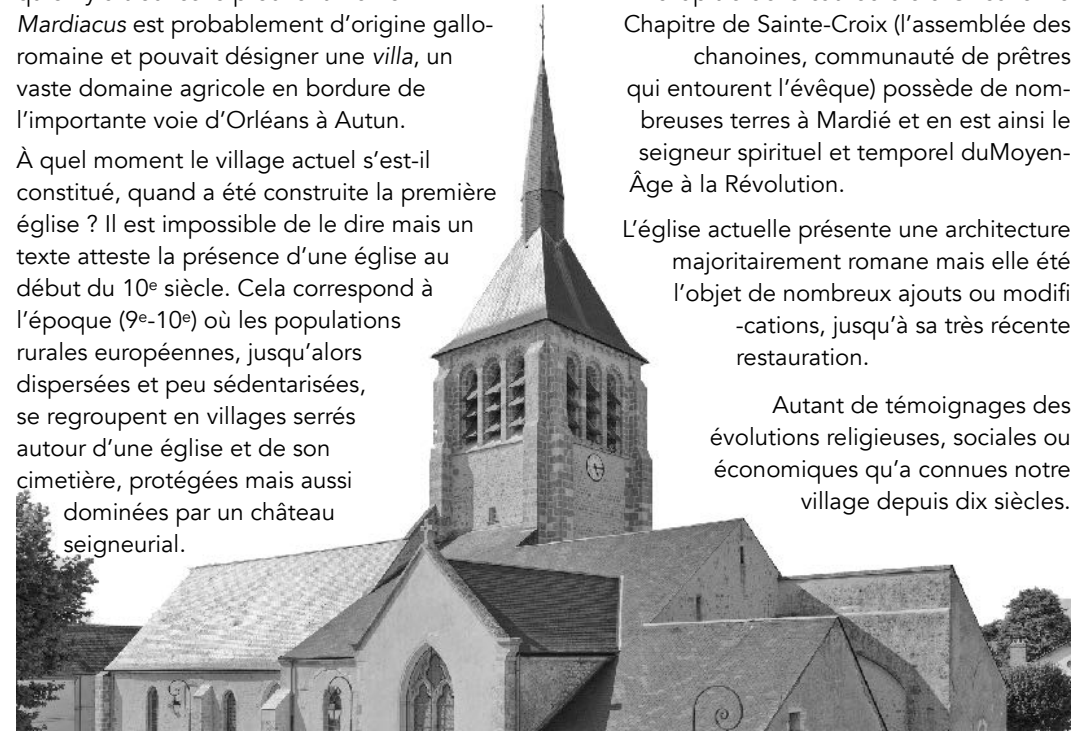 Mardiacus est probablement d’origine gallo-
romaine et pouvait désigner une villa, un
vaste domaine agricole en bordure de
l’importante voie d’Orléans à Autun.
À quel moment le village actuel s’est-il
constitué, quand a été construite la première
église ? Il est impossible de le dire mais un
texte atteste la présence d’une église au
début du 10e siècle. Cela correspond à
l’époque (9e-10e) où les populations
rurales européennes, jusqu’alors
dispersées et peu sédentarisées,
se regroupent en villages serrés
autour d’une église et de son
cimetière, protégées mais aussi
dominées par un château
seigneurial.
Chapitre de Sainte-Croix (l’assemblée des
chanoines, communauté de prêtres
qui entourent l’évêque) possède de nom-
breuses terres à Mardié et en est ainsi le
seigneur spirituel et temporel duMoyen-
Âge à la Révolution.
L’église actuelle présente une architecture
majoritairement romane mais elle été
l’objet de nombreux ajouts ou modifi
-cations, jusqu’à sa très récente
restauration.
Autant de témoignages des
évolutions religieuses, sociales ou
économiques qu’a connues notre
village depuis dix siècles.